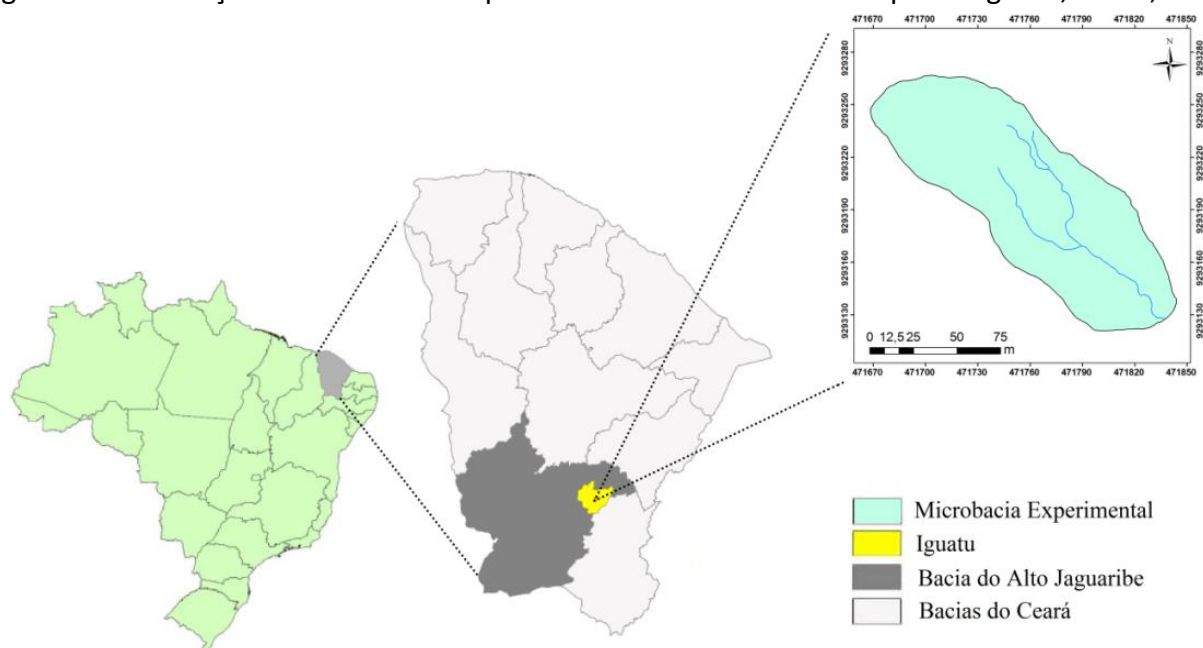 471670 471700 471730 471760 471790 471820 471850
N
9293280 9293280
9293250 9293250
9293220 9293220
9293190 9293190
9293160 9293160
9293130 9293130
0 12,525 50 75
m
471670 471700 471730 471760 471790 471820 471850
Microbacia Experimental
Iguatu
Bacia do Alto Jaguaribe
Bacias do Ceará